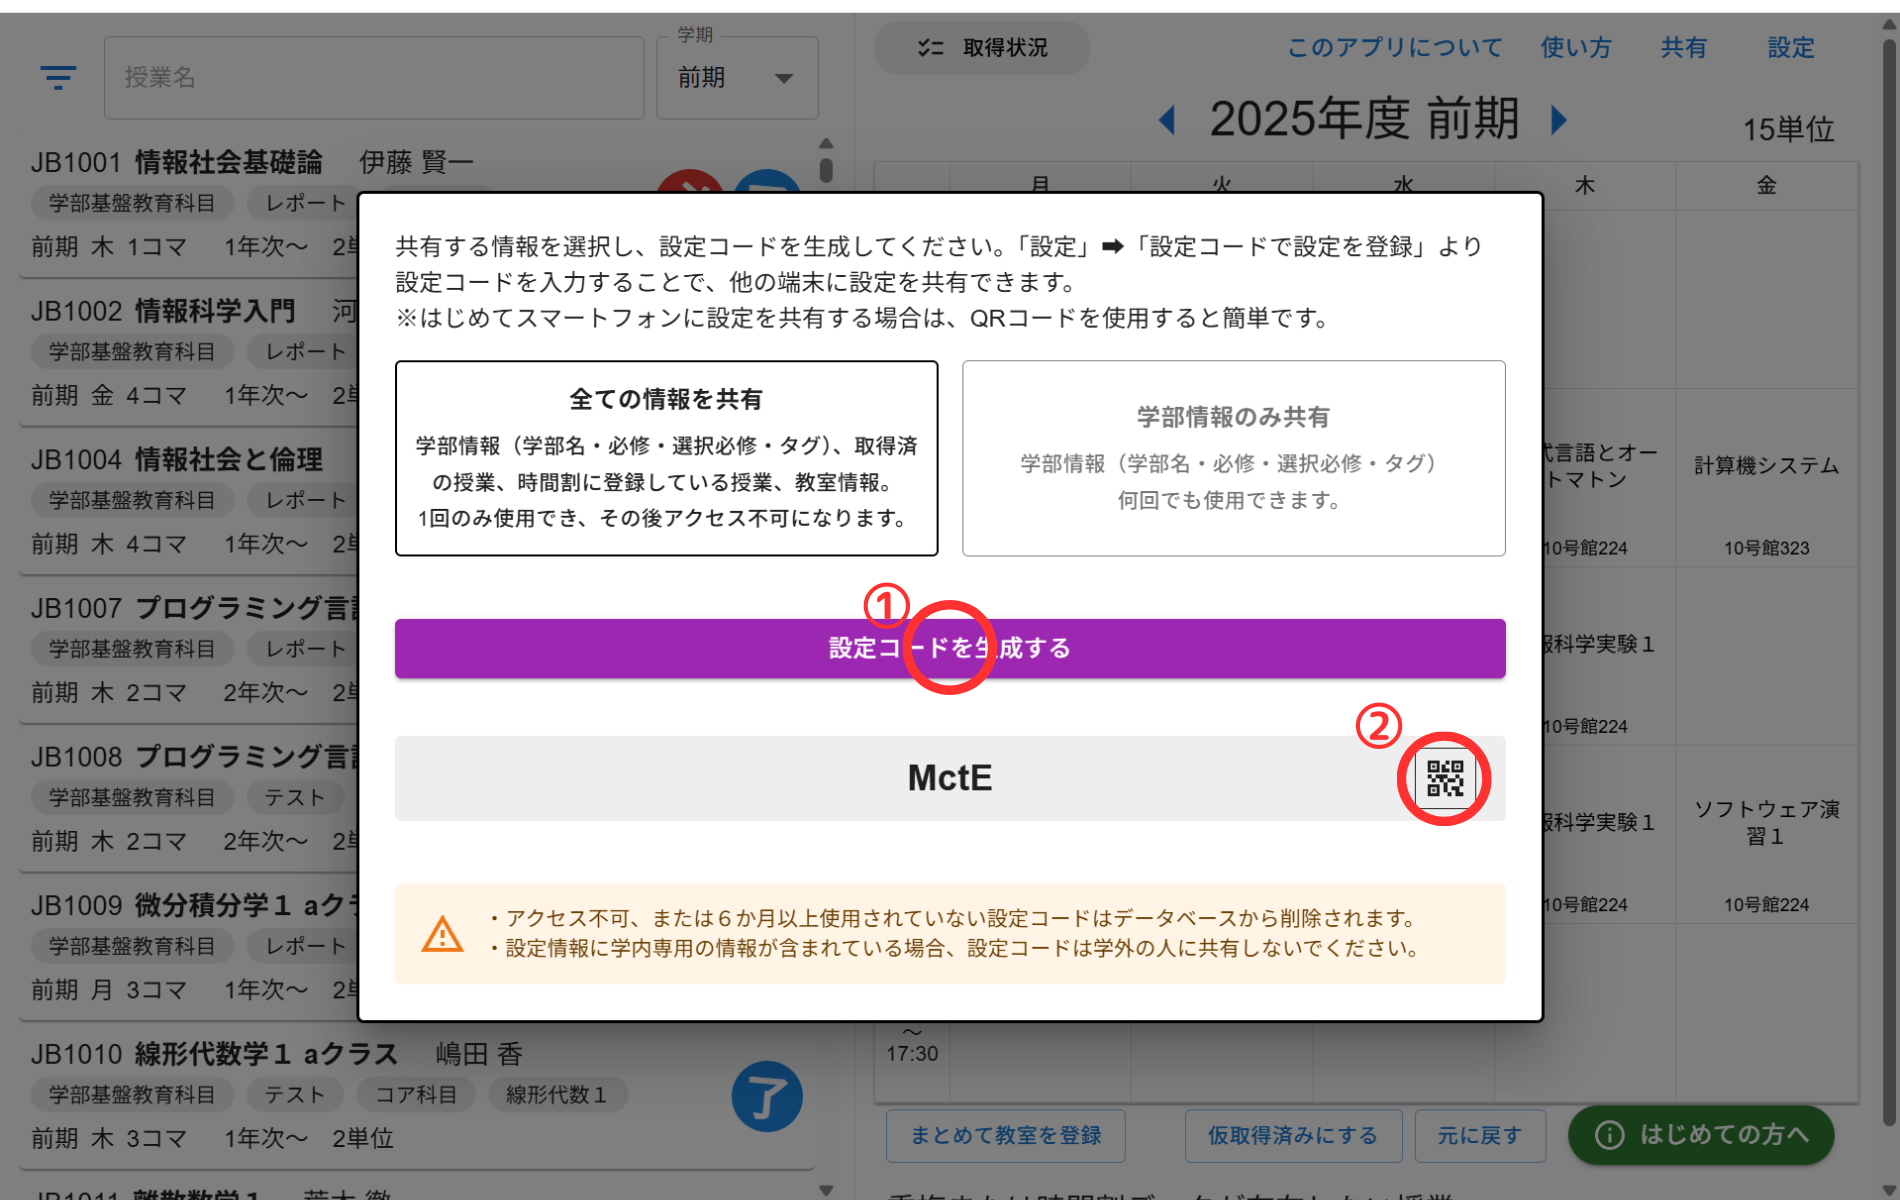 授業名
学期
前期
取得状況
このアプリについて 使い方 共有 設定
2025年度 前期
15単位
月 火 水 木 金
JB1001 情報社会基礎論 伊藤 賢一
学部基盤教育科目 レポート
前期 木 1コマ 1年次〜 2単
JB1002 情報科学入門 河
学部基盤教育科目 レポート
前期 金 4コマ 1年次〜 2単
JB1004 情報社会と倫理
学部基盤教育科目 レポート
前期 木 4コマ 1年次〜 2単
JB1007 プログラミング言語
学部基盤教育科目 レポート
前期 木 2コマ 2年次〜 2単
JB1008 プログラミング言語
学部基盤教育科目 テスト
前期 木 2コマ 2年次〜 2単
JB1009 微分積分学１ aクラ
学部基盤教育科目 レポート
前期 月 3コマ 1年次〜 2単
JB1010 線形代数学１ aクラス 嶋田 香
学部基盤教育科目 テスト コア科目 線形代数１
前期 木 3コマ 1年次〜 2単位
了
JB1011 離散数学１ 荒木 徹
共有する情報を選択し、設定コードを生成してください。「設定」➡「設定コードで設定を登録」より
設定コードを入力することで、他の端末に設定を共有できます。
※はじめてスマートフォンに設定を共有する場合は、QRコードを使用すると簡単です。
全ての情報を共有
学部情報（学部名・必修・選択必修・タグ）、取得済
の授業、時間割に登録している授業、教室情報。
1回のみ使用でき、その後アクセス不可になります。
学部情報のみ共有
学部情報（学部名・必修・選択必修・タグ）
何回でも使用できます。
①
設定コードを生成する
②
MctE
・アクセス不可、または６か月以上使用されていない設定コードはデータベースから削除されます。
・設定情報に学内専用の情報が含まれている場合、設定コードは学外の人に共有しないでください。
式言語とオー
トマトン
10号館224
計算機システム
10号館323
報科学実験１
10号館224
報科学実験１
10号館224
ソフトウェア演
習１
10号館224
〜
17:30
まとめて教室を登録 仮取得済みにする 元に戻す はじめての方へ